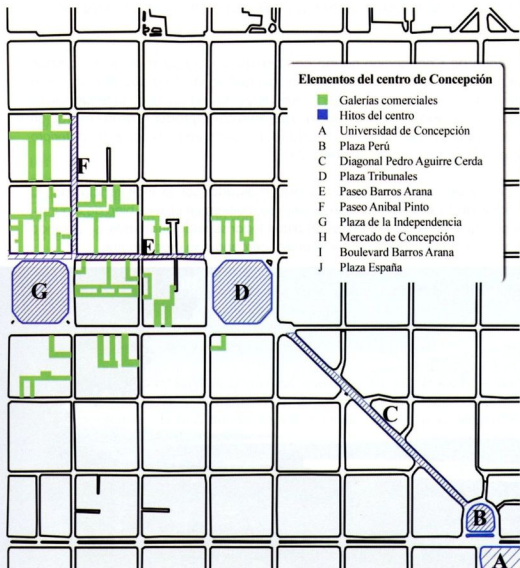 Elementos del centro de Concepción
Galerías comerciales
Hitos del centro
A Universidad de Concepción
B Plaza Perú
C Diagonal Pedro Aguirre Cerda
D Plaza Tribunales
E Paseo Barros Arana
F Paseo Anibal Pinto
G Plaza de la Independencia
H Mercado de Concepción
I Boulevard Barros Arana
J Plaza España
F
E
G
D
C
B
A